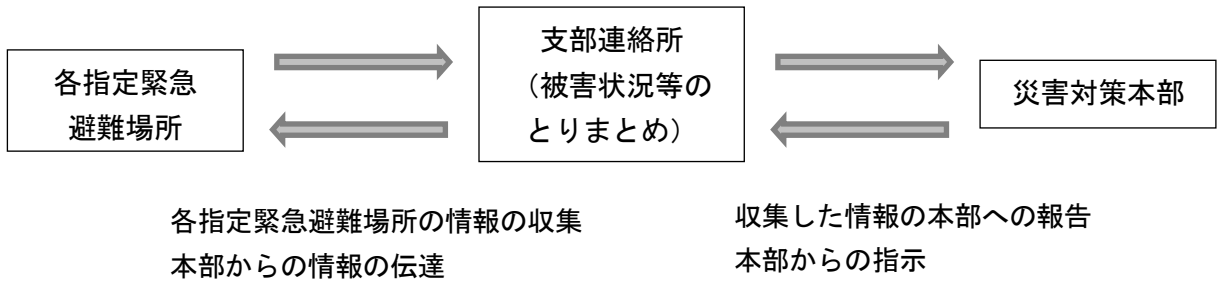 各指定緊急
避難場所
支部連絡所
（被害状況等の
とりまとめ）
災害対策本部
各指定緊急避難場所の情報の収集
本部からの情報の伝達
収集した情報の本部への報告
本部からの指示